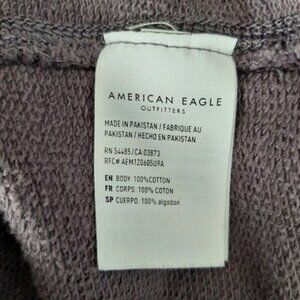 AMERICAN EAGLE
OUTFITTERS
MADE IN PAKISTAN / FABRIQUE AU
PAKISTAN / HECHO EN PAKISTAN
RN 54485 / CA 03873
RFC# AEM120605U9A
EN BODY: 100%COTTON
FR CORPS: 100% COTON
SP CUERPO: 100% algodon